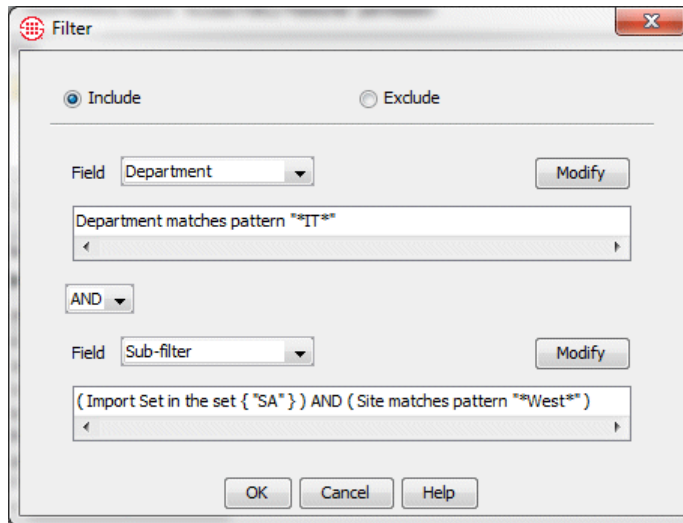 Filter
Include Exclude
Field Department Modify
Department matches pattern "*IT*"
AND
Field Sub-filter Modify
( Import Set in the set { "SA" } ) AND ( Site matches pattern "*West*" )
OK Cancel Help